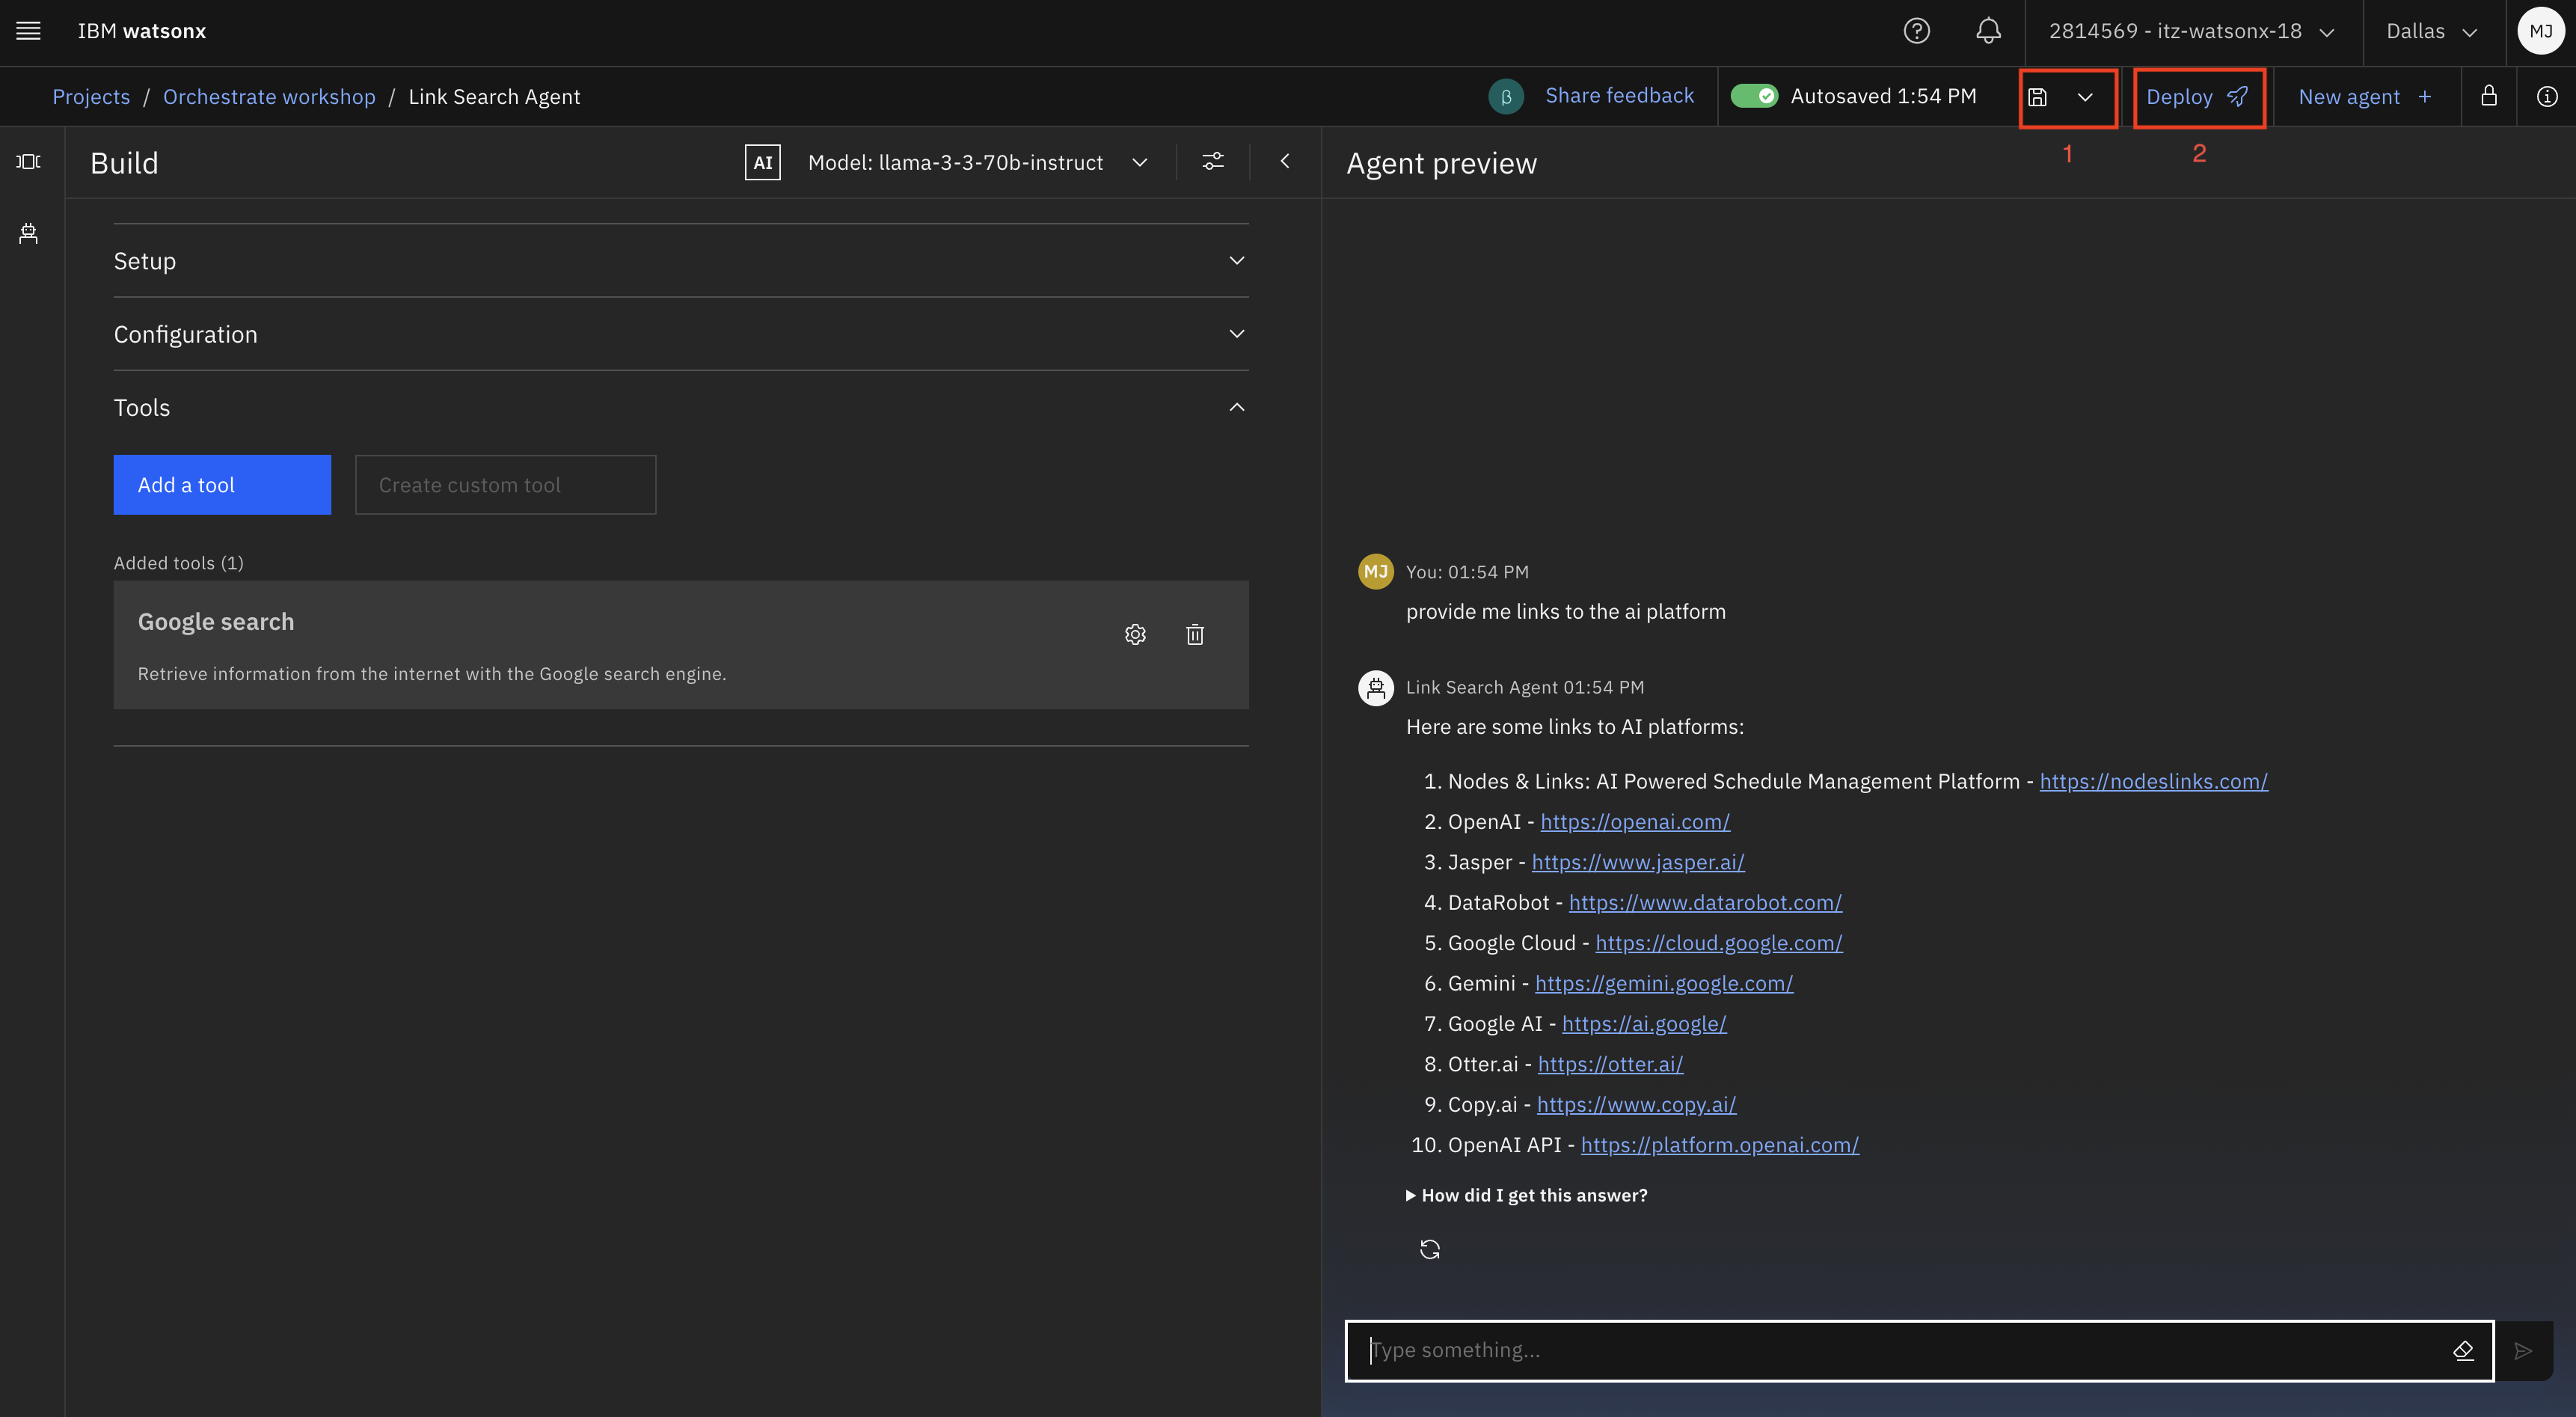 IBM watsonx
2814569 - itz-watsonx-18
Dallas
MJ
Projects / Orchestrate workshop / Link Search Agent
β Share feedback
Autosaved 1:54 PM
Deploy
New agent +
1
2
Build
AI Model: llama-3-3-70b-instruct
Agent preview
Setup
Configuration
Tools
Add a tool
Create custom tool
Added tools (1)
Google search
Retrieve information from the internet with the Google search engine.
MJ You: 01:54 PM
provide me links to the ai platform
Link Search Agent 01:54 PM
Here are some links to AI platforms:
1. Nodes & Links: AI Powered Schedule Management Platform - https://nodeslinks.com/
2. OpenAI - https://openai.com/
3. Jasper - https://www.jasper.ai/
4. DataRobot - https://www.datarobot.com/
5. Google Cloud - https://cloud.google.com/
6. Gemini - https://gemini.google.com/
7. Google AI - https://ai.google/
8. Otter.ai - https://otter.ai/
9. Copy.ai - https://www.copy.ai/
10. OpenAI API - https://platform.openai.com/
How did I get this answer?
Type something...